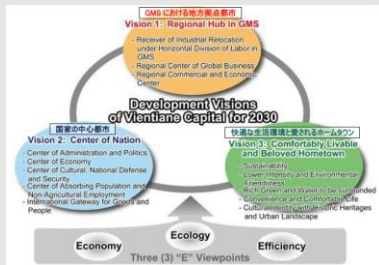 GMSにおける地方拠点都市
Vision 1: Regional Hub in GMS
- Receiver of Industrial Relocation
under Horizontal Division of Labor in
GMS
- Regional Center of Global Business
- Regional Commercial and Economic
Center
Development Visions
of Vientiane Capital for 2030
国家の中心都市
Vision 2: Center of Nation
- Center of Administration and Politics
- Center of Economy
- Center of Cultural: National Defense
and Security
- Center of Absorbing Population and
Non-Agricultural Employment
- International Gateway for Goods and
People
快適な生活環境と愛されるホームタウン
Vision 3: Comfortably Livable
and Beloved Hometown
- Sustainability
- Lower Intensity and Environmental
Friendliness
- Rich Green and Water to be surrounded
- Convenience and Comfortable Life
- Cultural Identity with Historic Heritages
and Urban Landscape
Ecology
Economy
Efficiency
Three (3) "E" Viewpoints